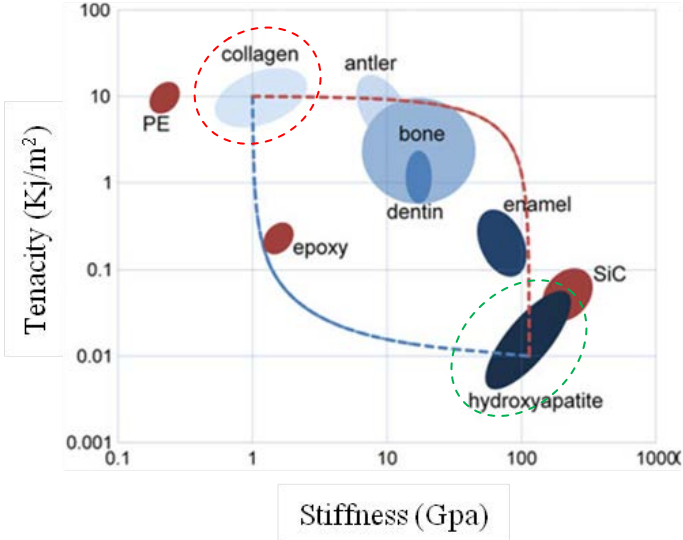 100
10
1
0.1
0.01
0.001
0.1
1
10
100
1000
Tenacity (Kj/m²)
Stiffness (Gpa)
collagen
antler
PE
bone
dentin
enamel
epoxy
SiC
hydroxyapatite